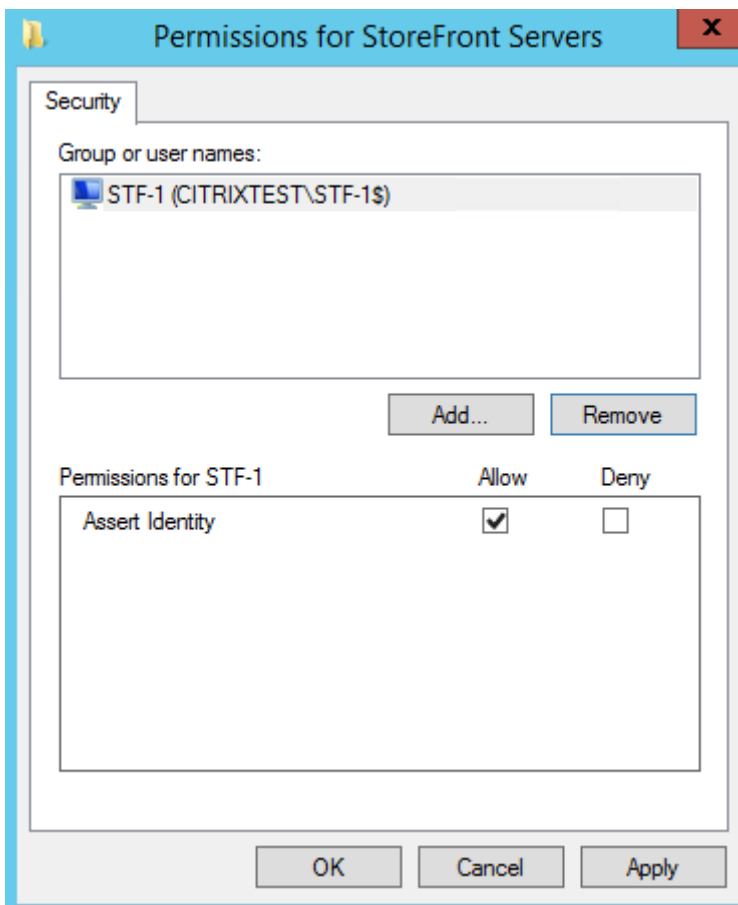 Permissions for StoreFront Servers
x
Security
Group or user names:
STF-1 (CITRIXTEST\STF-1$)
Add... Remove
Permissions for STF-1 Allow Deny
Assert Identity
OK Cancel Apply